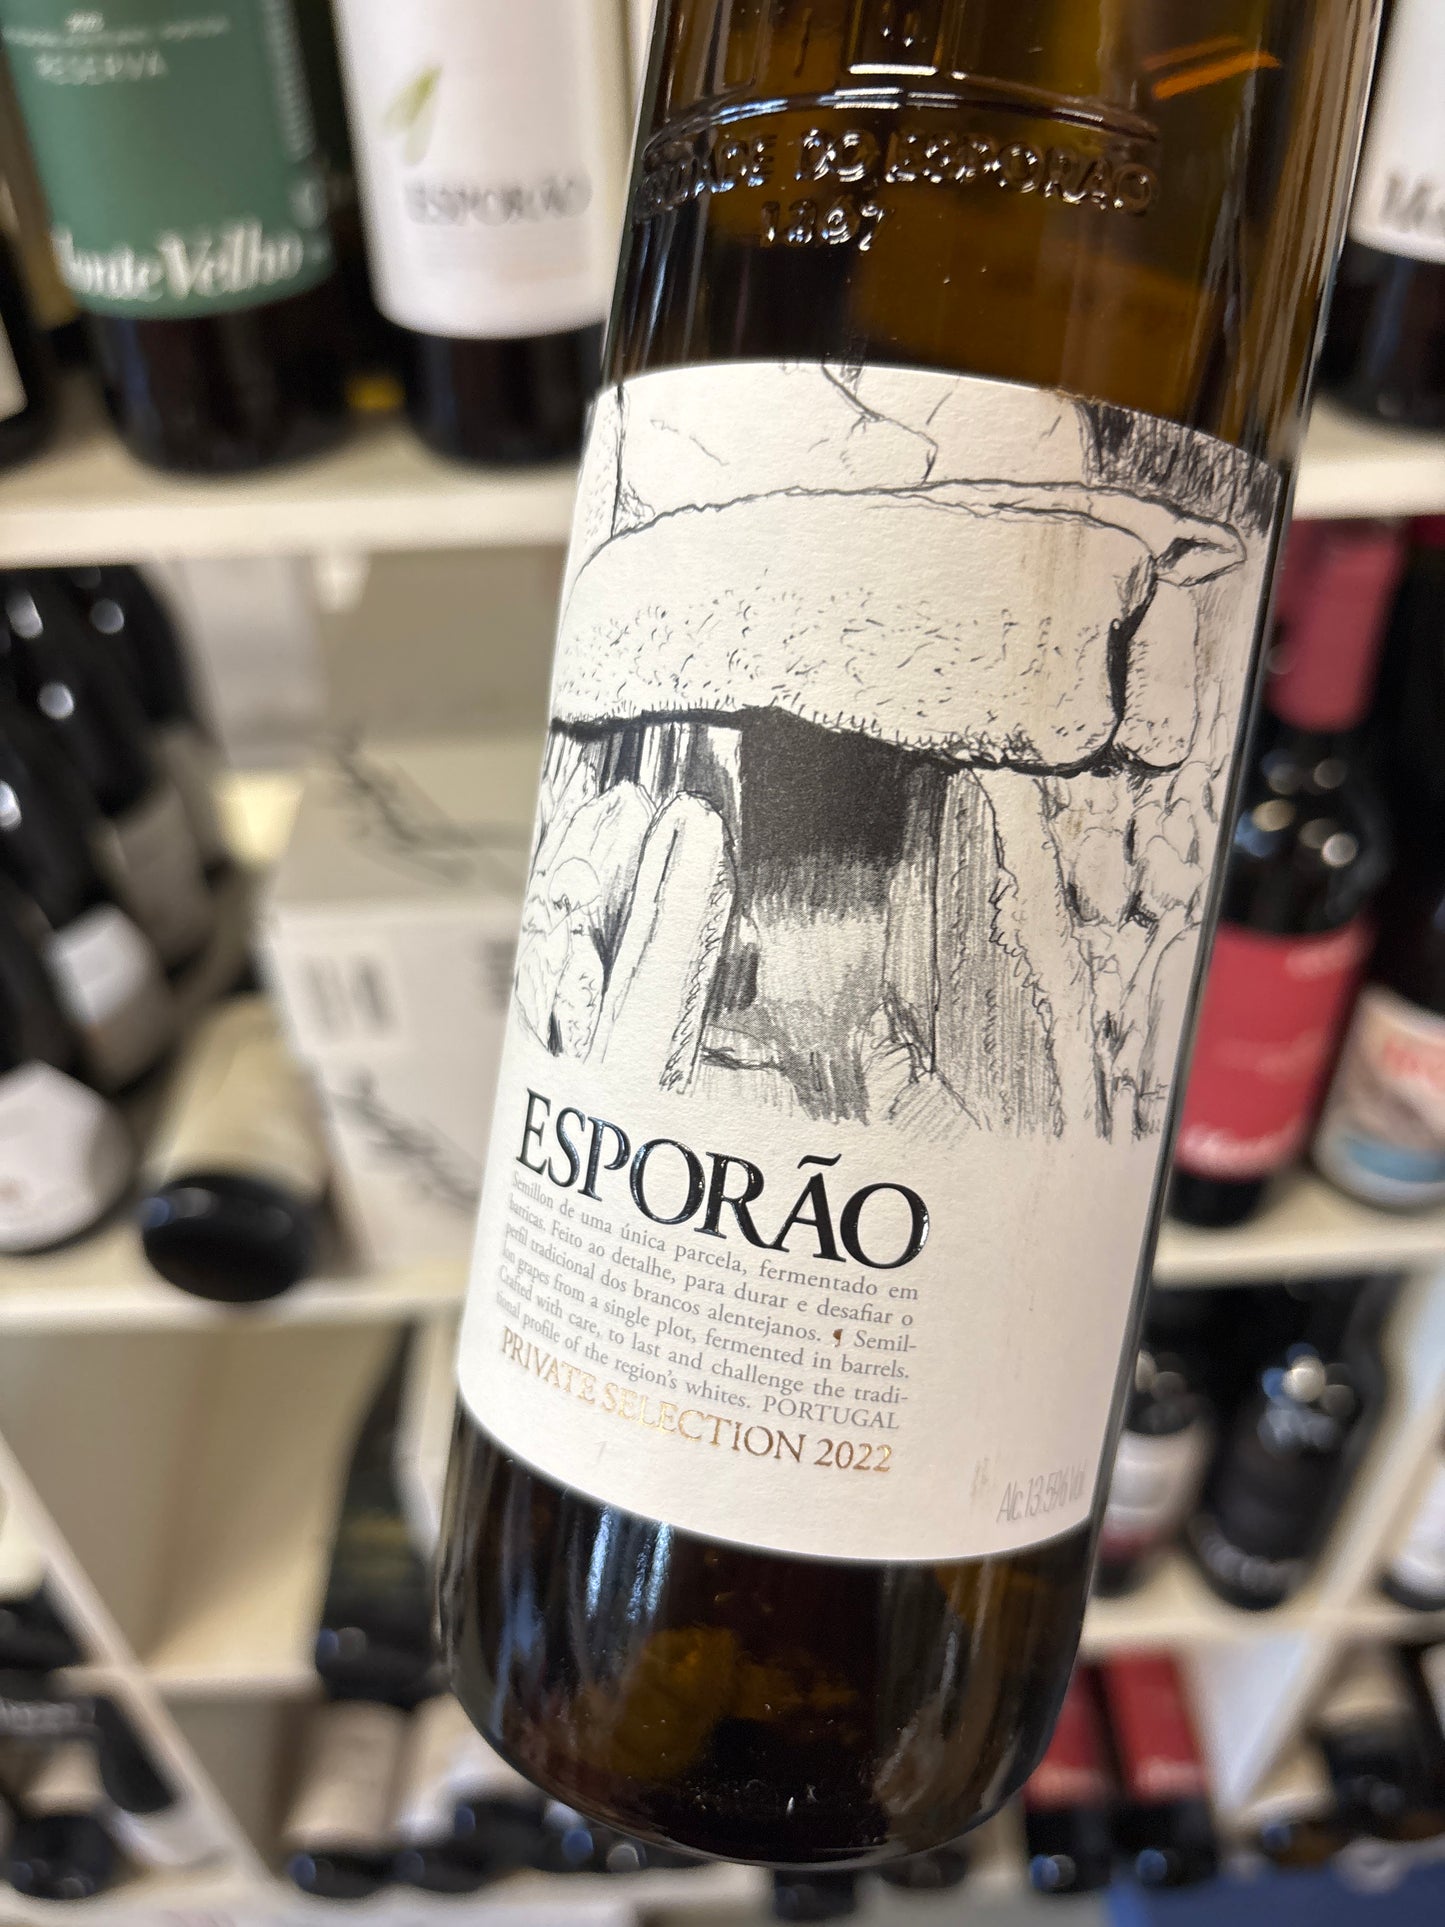 RESERVA
Monte Velho
ESPORÃO
DO ESPORÃO
1267
ESPORÃO
Semillon de uma única parcela, fermentado em
barricas. Feito ao detalhe, para durar e desafiar o
perfil tradicional dos brancos alentejanos. ¶ Semil-
lon grapes from a single plot, fermented in barrels.
Crafted with care, to last and challenge the tradi-
tional profile of the region's whites. PORTUGAL
PRIVATE SELECTION 2022
Alc.13.5% Vol.